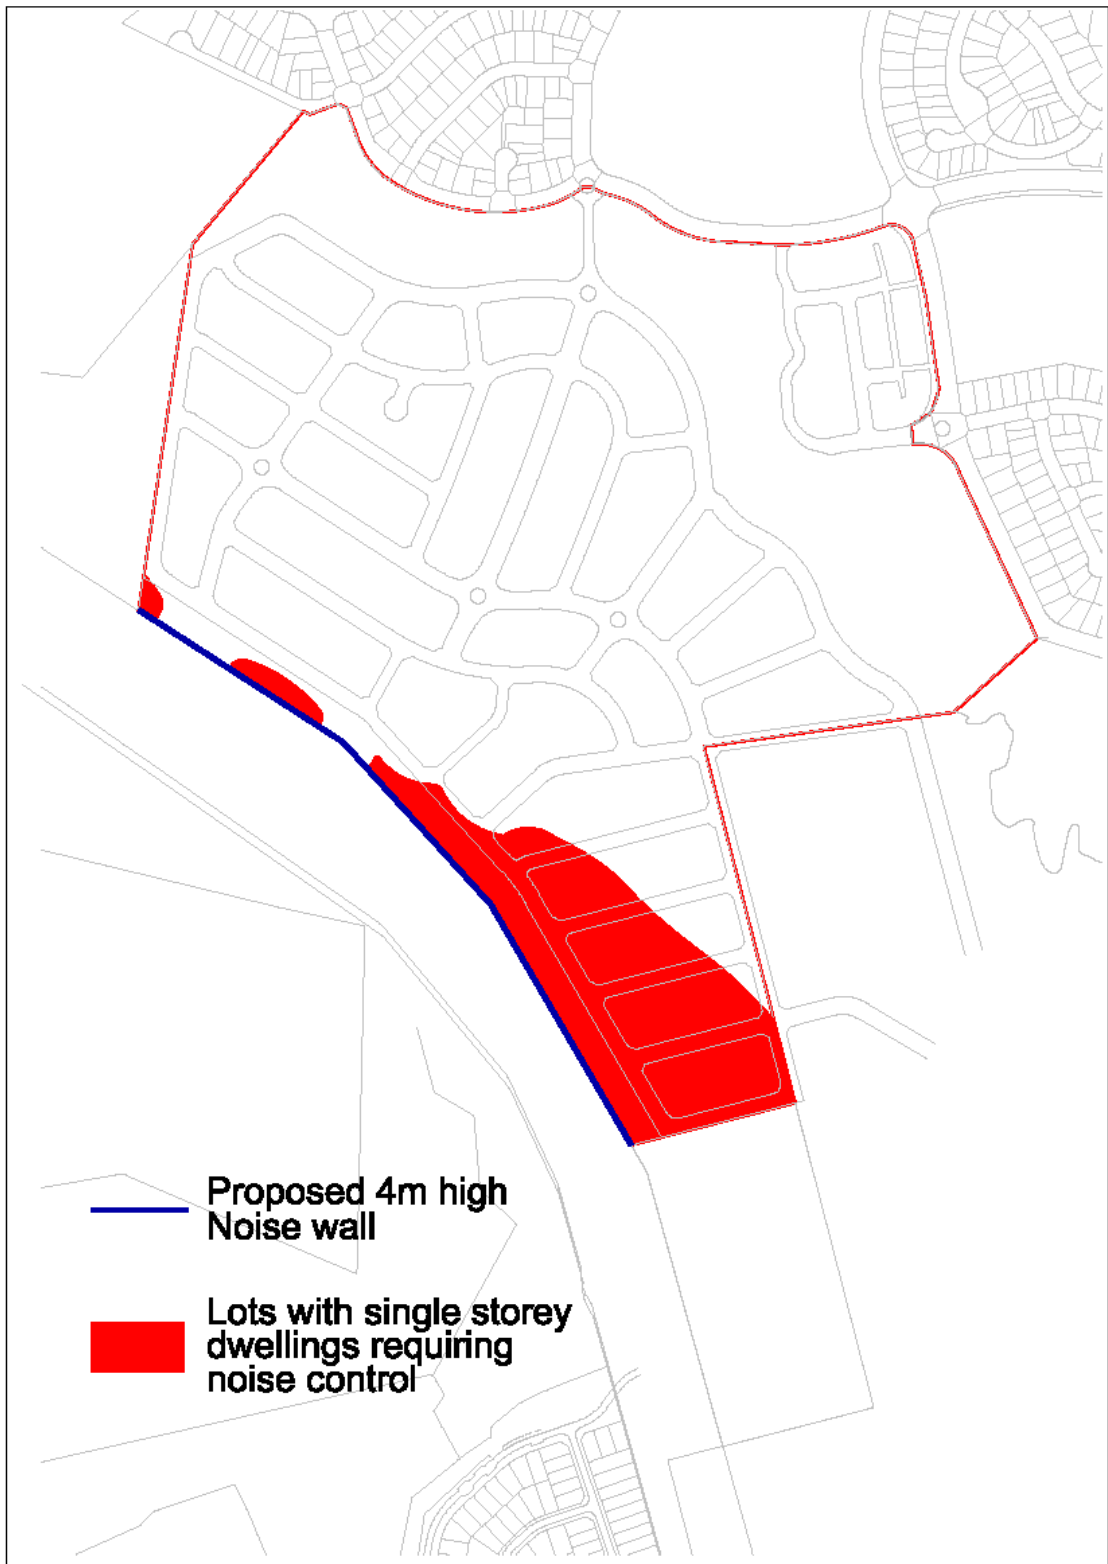 Proposed 4m high
Noise wall
Lots with single storey
dwellings requiring
noise control